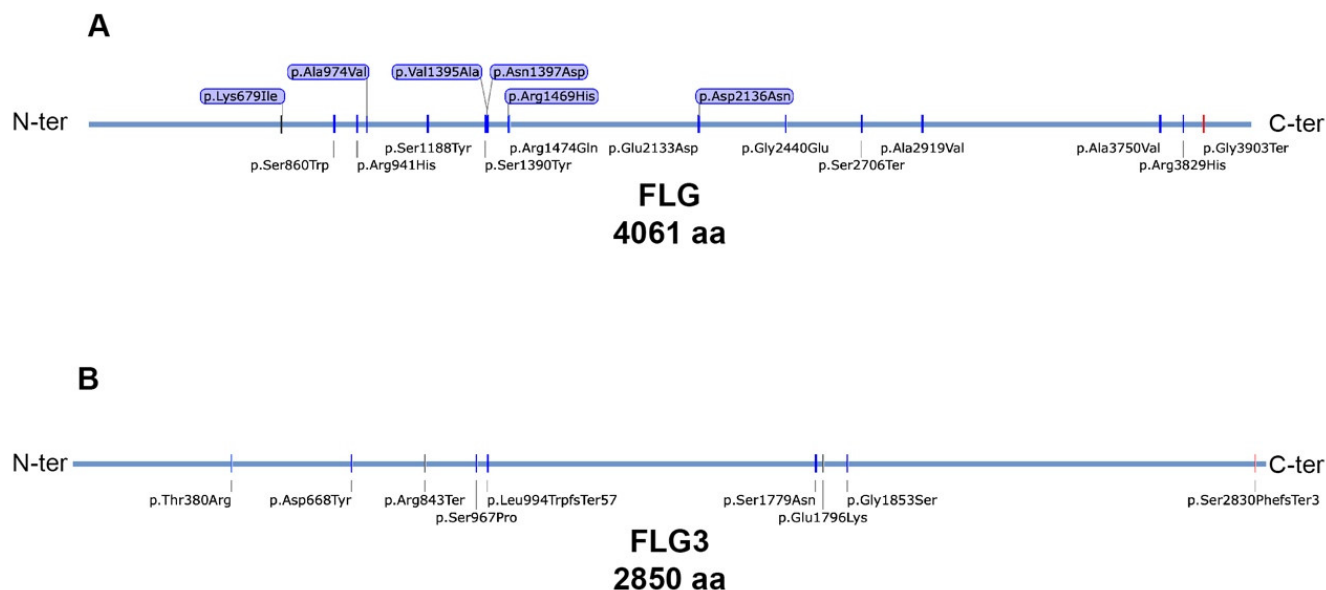 A
p.Ala974Val p.Val1395Ala p.Asn1397Asp
p.Lys679Ile p.Arg1469His p.Asp2136Asn
N-ter C-ter
p.Ser1188Tyr p.Arg1474Gln p.Glu2133Asp p.Gly2440Glu p.Ala2919Val p.Ala3750Val p.Gly3903Ter
p.Ser860Trp p.Arg941His p.Ser1390Tyr p.Ser2706Ter p.Arg3829His
FLG
4061 aa
B
N-ter C-ter
p.Thr380Arg p.Asp668Tyr p.Arg843Ter p.Leu994TrpfsTer57 p.Ser1779Asn p.Gly1853Ser p.Ser2830PhefsTer3
p.Ser967Pro p.Glu1796Lys
FLG3
2850 aa